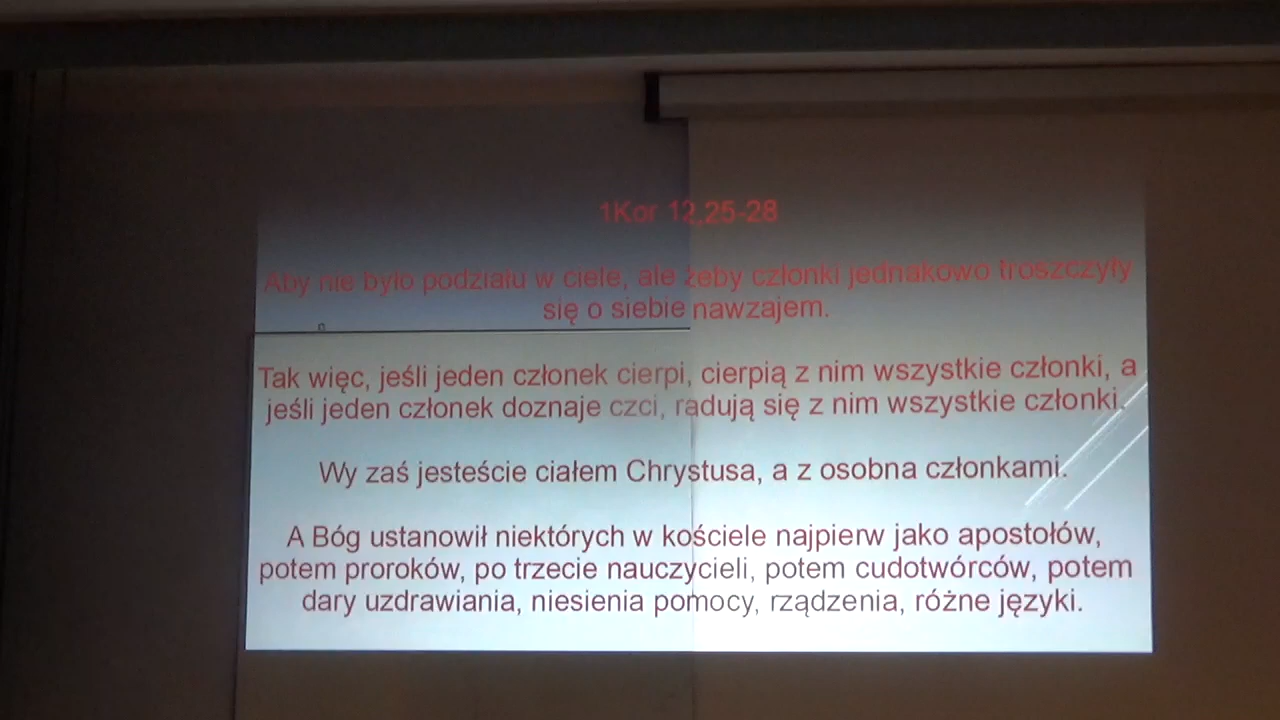 1Kor 12,25-28
Aby nie było podziału w ciele, ale żeby członki jednakowo troszczyły
się o siebie nawzajem.
Tak więc, jeśli jeden członek cierpi, cierpią z nim wszystkie członki, a
jeśli jeden członek doznaje czci, radują się z nim wszystkie członki.
Wy zaś jesteście ciałem Chrystusa, a z osobna członkami.
A Bóg ustanowił niektórych w kościele najpierw jako apostołów,
potem proroków, po trzecie nauczycieli, potem cudotwórców, potem
dary uzdrawiania, niesienia pomocy, rządzenia, różne języki.